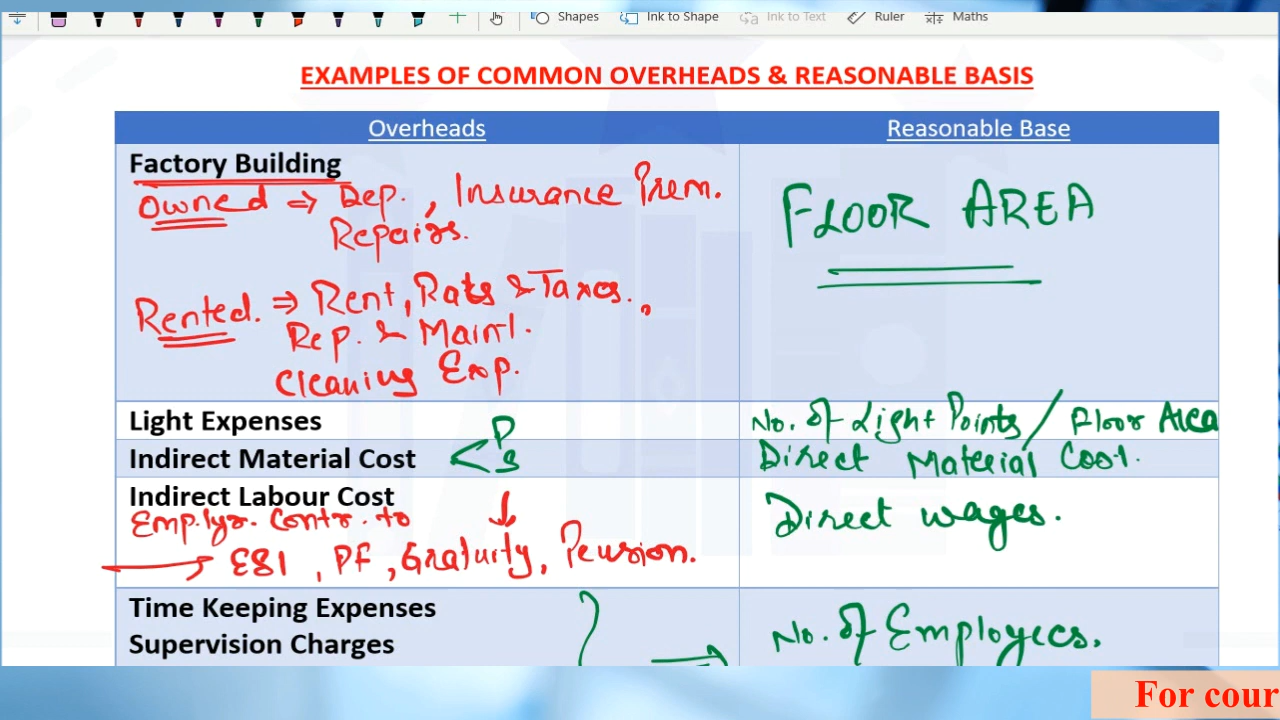 Shapes Ink to Shape Ink to Text Ruler Maths
EXAMPLES OF COMMON OVERHEADS & REASONABLE BASIS
Overheads Reasonable Base
Factory Building
Owned ⇒ Dep., Insurance Prem.
Repairs.
FLOOR AREA
Rented. ⇒ Rent, Rates & Taxes.,
Rep. & Maint.
Cleaning Exp.
Light Expenses
No. of Light Points / Floor Area
Indirect Material Cost < P
S
Direct Material Cost.
Indirect Labour Cost
Emplyr. Contr. to
→ ESI, PF, Gratuity, Pension.
Direct wages.
Time Keeping Expenses
Supervision Charges
No. of Employees.
For cour